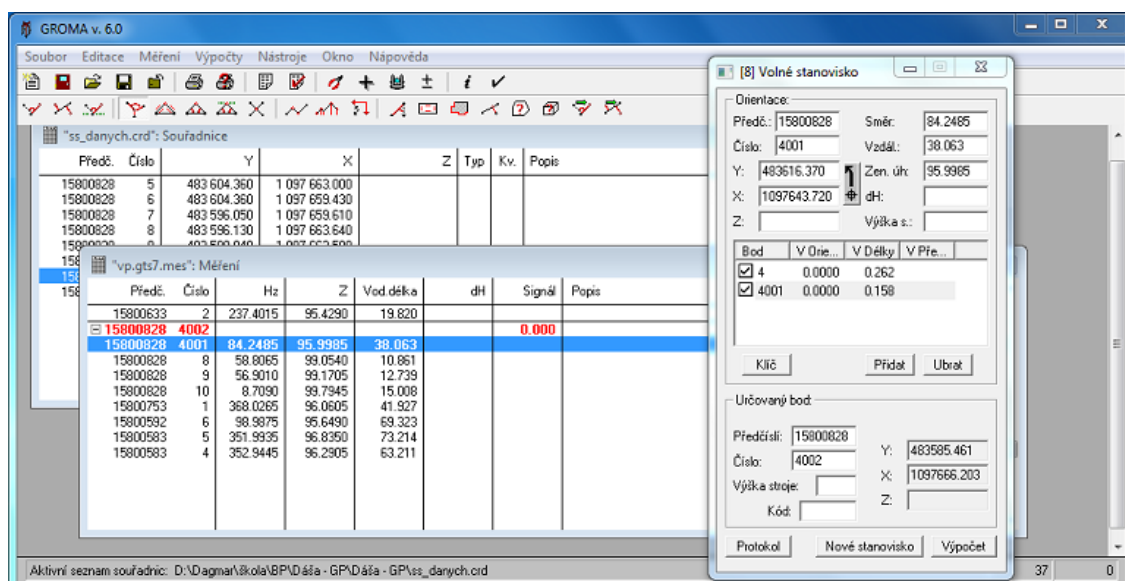 GROMA v. 6.0
Soubor Editace Měření Výpočty Nástroje Okno Nápověda
"ss_danych.crd": Souřadnice
Předč. Číslo Y X Z Typ Kv. Popis
15800828 5 483 604.360 1 097 663.000
15800828 6 483 604.360 1 097 659.430
15800828 7 483 596.050 1 097 659.610
15800828 8 483 596.130 1 097 663.640
158
158
158
"vp.gts7.mes": Měření
Předč. Číslo Hz Z Vod.délka dH Signál Popis
15800633 2 237.4015 95.4290 19.820
15800828 4002 0.000
15800828 4001 84.2485 95.9985 38.063
15800828 8 58.8065 99.0540 10.861
15800828 9 56.9010 99.1705 12.739
15800828 10 8.7090 99.7945 15.008
15800753 1 368.0265 96.0605 41.927
15800592 6 98.9875 95.6490 69.323
15800583 5 351.9935 96.8350 73.214
15800583 4 352.9445 96.2905 63.211
[8] Volné stanovisko
Orientace:
Předč.: 15800828 Směr: 84.2485
Číslo: 4001 Vzdál.: 38.063
Y: 483616.370 Zen. úh: 95.9985
X: 1097643.720 dH:
Z: Výška s.:
Bod V Orie... V Délky V Pře...
4 0.0000 0.262
4001 0.0000 0.158
Klíč Přidat Ubrat
Určovaný bod:
Předčíslí: 15800828 Y: 483585.461
Číslo: 4002 X: 1097666.203
Výška stroje: Z:
Kód:
Protokol Nové stanovisko Výpočet
Aktivní seznam souřadnic: D:\Dagmar\škola\BP\Dáša - GP\Dáša - GP\ss_danych.crd 37 0